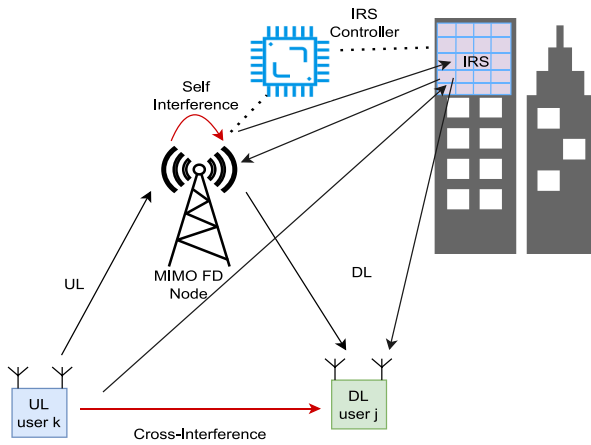 IRS
Controller
IRS
Self
Interference
MIMO FD
Node
UL
DL
UL
user k
DL
user j
Cross-Interference